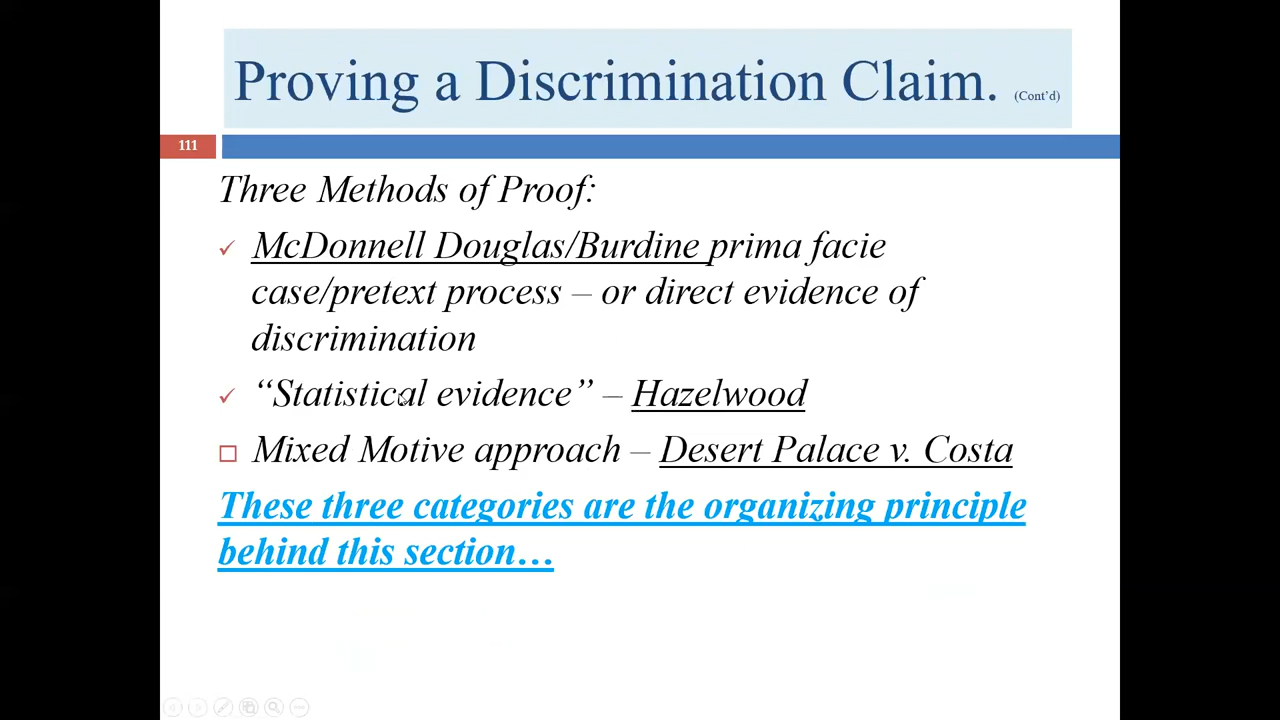 Proving a Discrimination Claim. (Cont'd)
111
Three Methods of Proof:
McDonnell Douglas/Burdine prima facie
case/pretext process – or direct evidence of
discrimination
“Statistical evidence” – Hazelwood
Mixed Motive approach – Desert Palace v. Costa
These three categories are the organizing principle
behind this section…